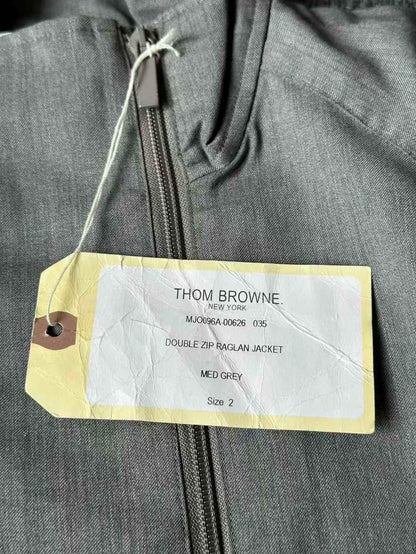 THOM BROWNE.
NEW YORK
MJO096A-00626 035
DOUBLE ZIP RAGLAN JACKET
MED GREY
Size 2